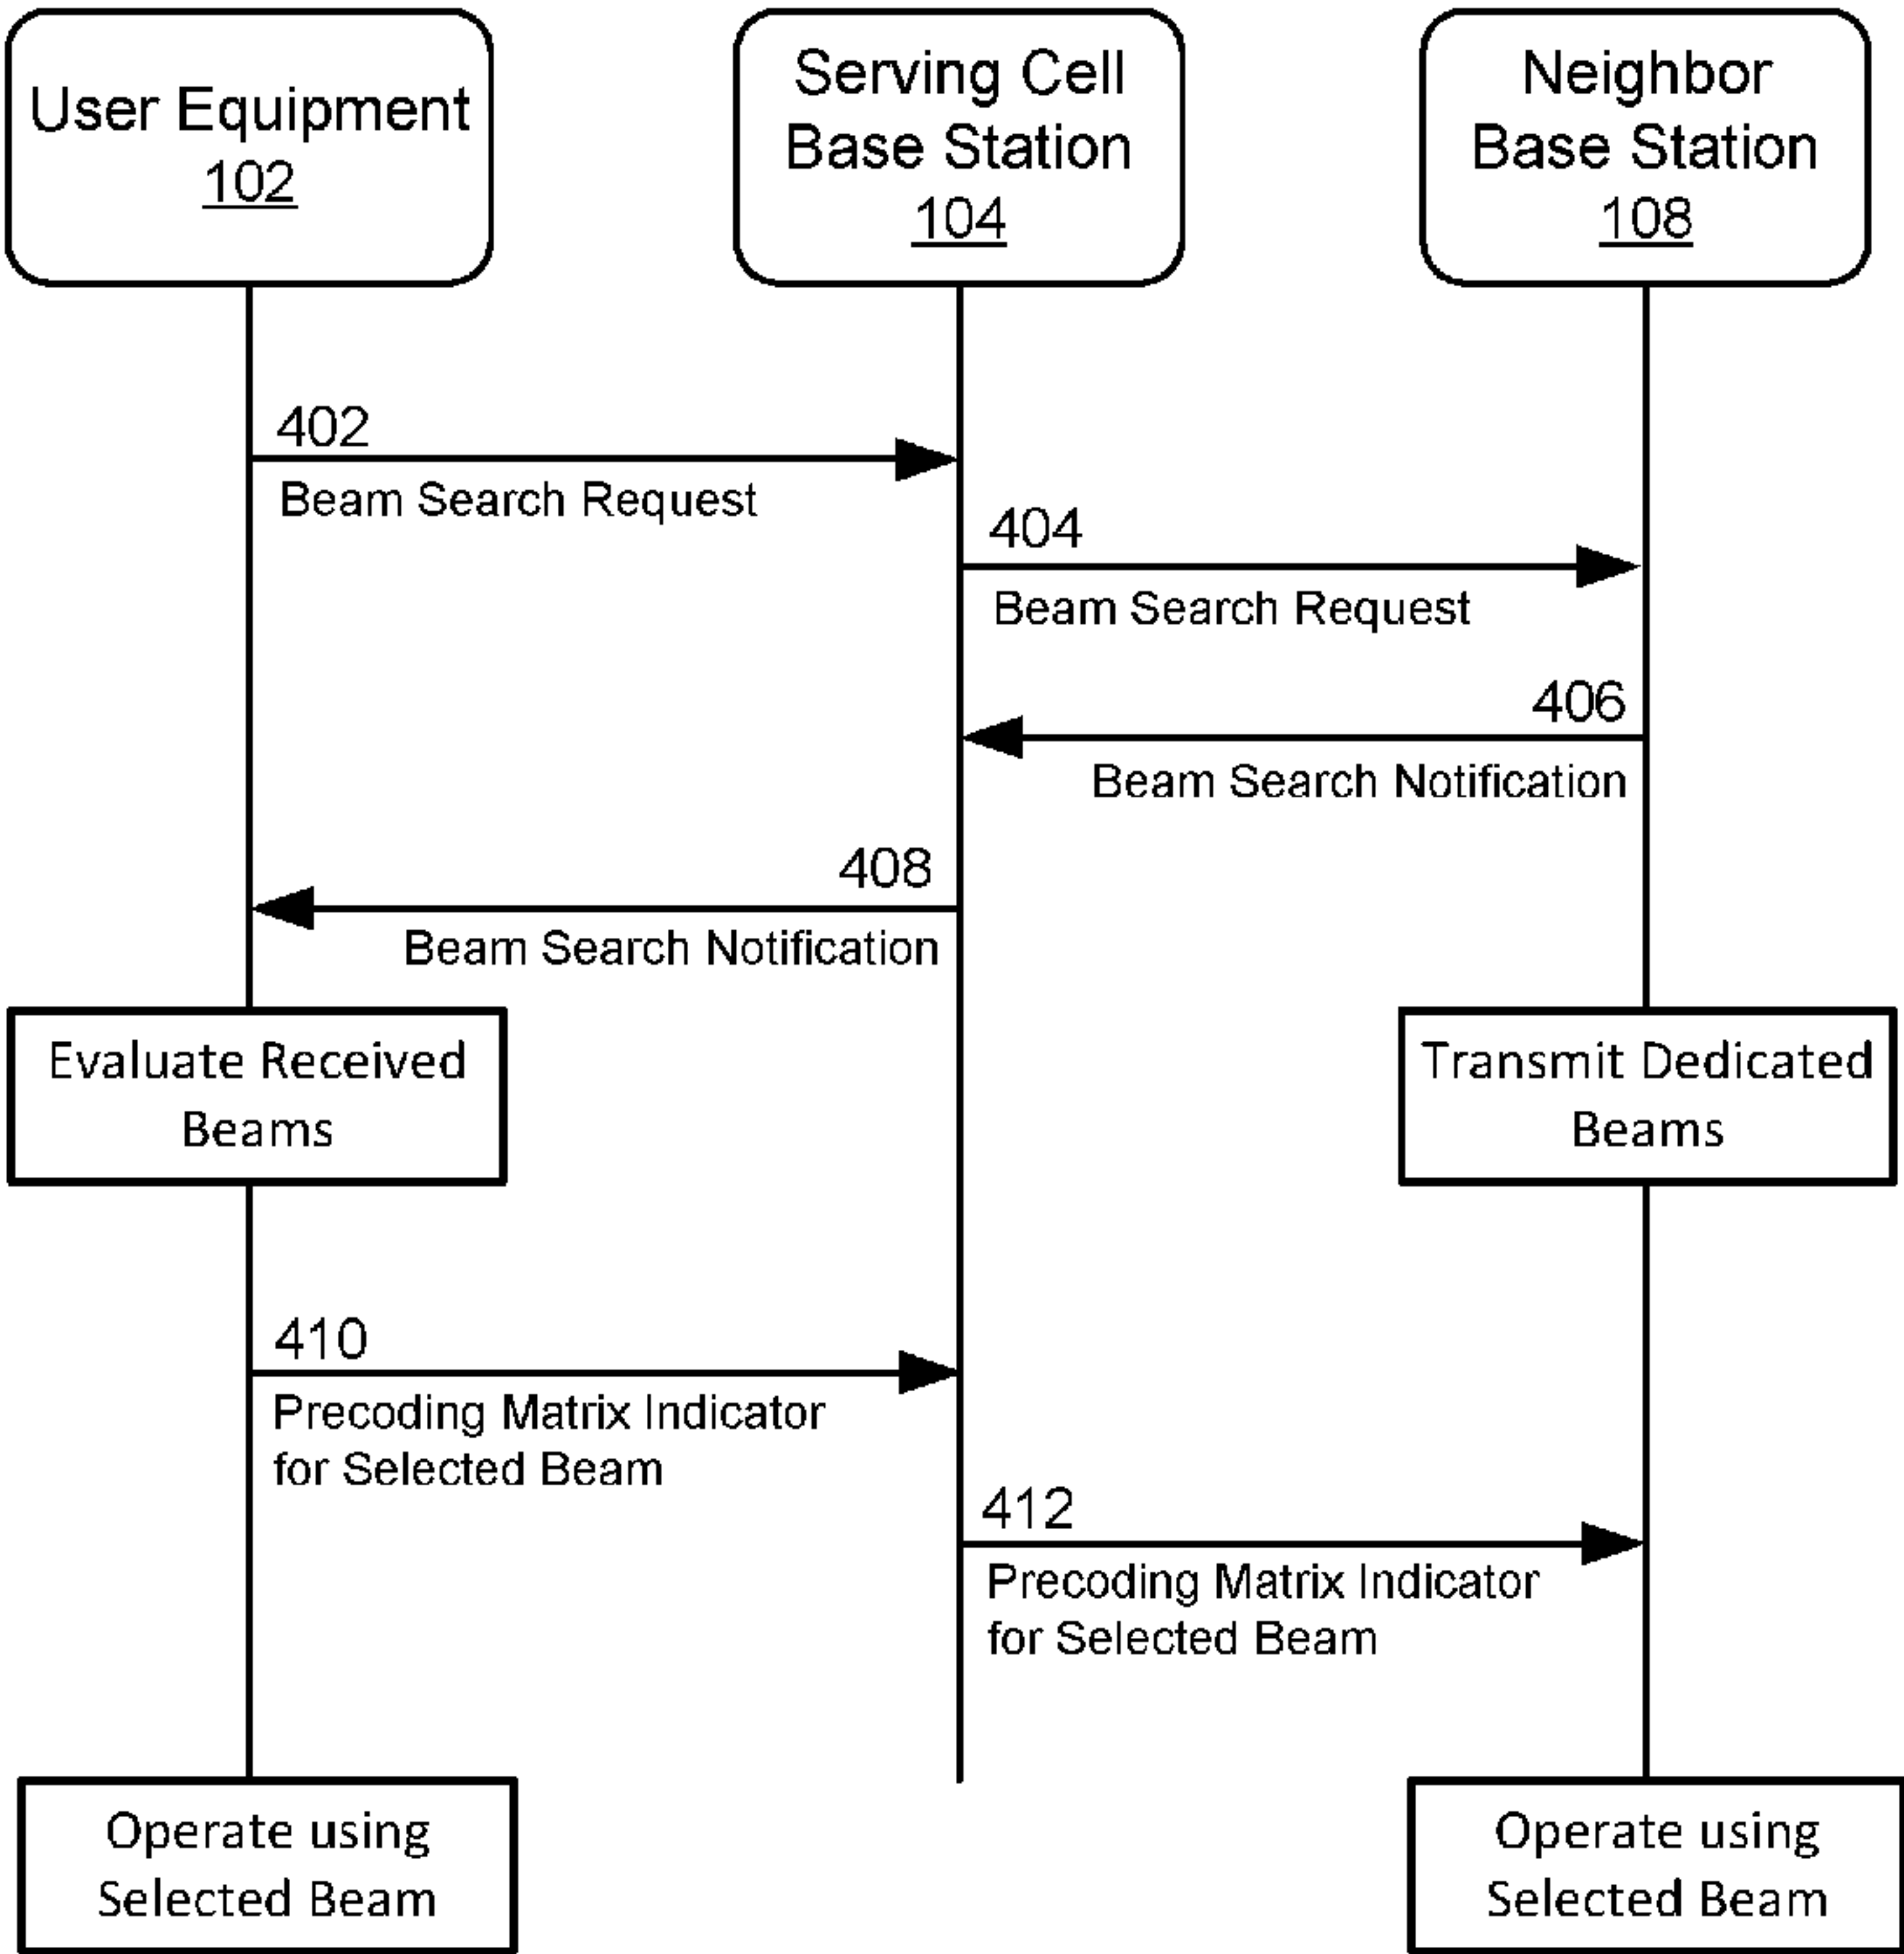 User Equipment
102
Serving Cell
Base Station
104
Neighbor
Base Station
108
402
Beam Search Request
404
Beam Search Request
406
Beam Search Notification
408
Beam Search Notification
Evaluate Received
Beams
Transmit Dedicated
Beams
410
Precoding Matrix Indicator
for Selected Beam
412
Precoding Matrix Indicator
for Selected Beam
Operate using
Selected Beam
Operate using
Selected Beam